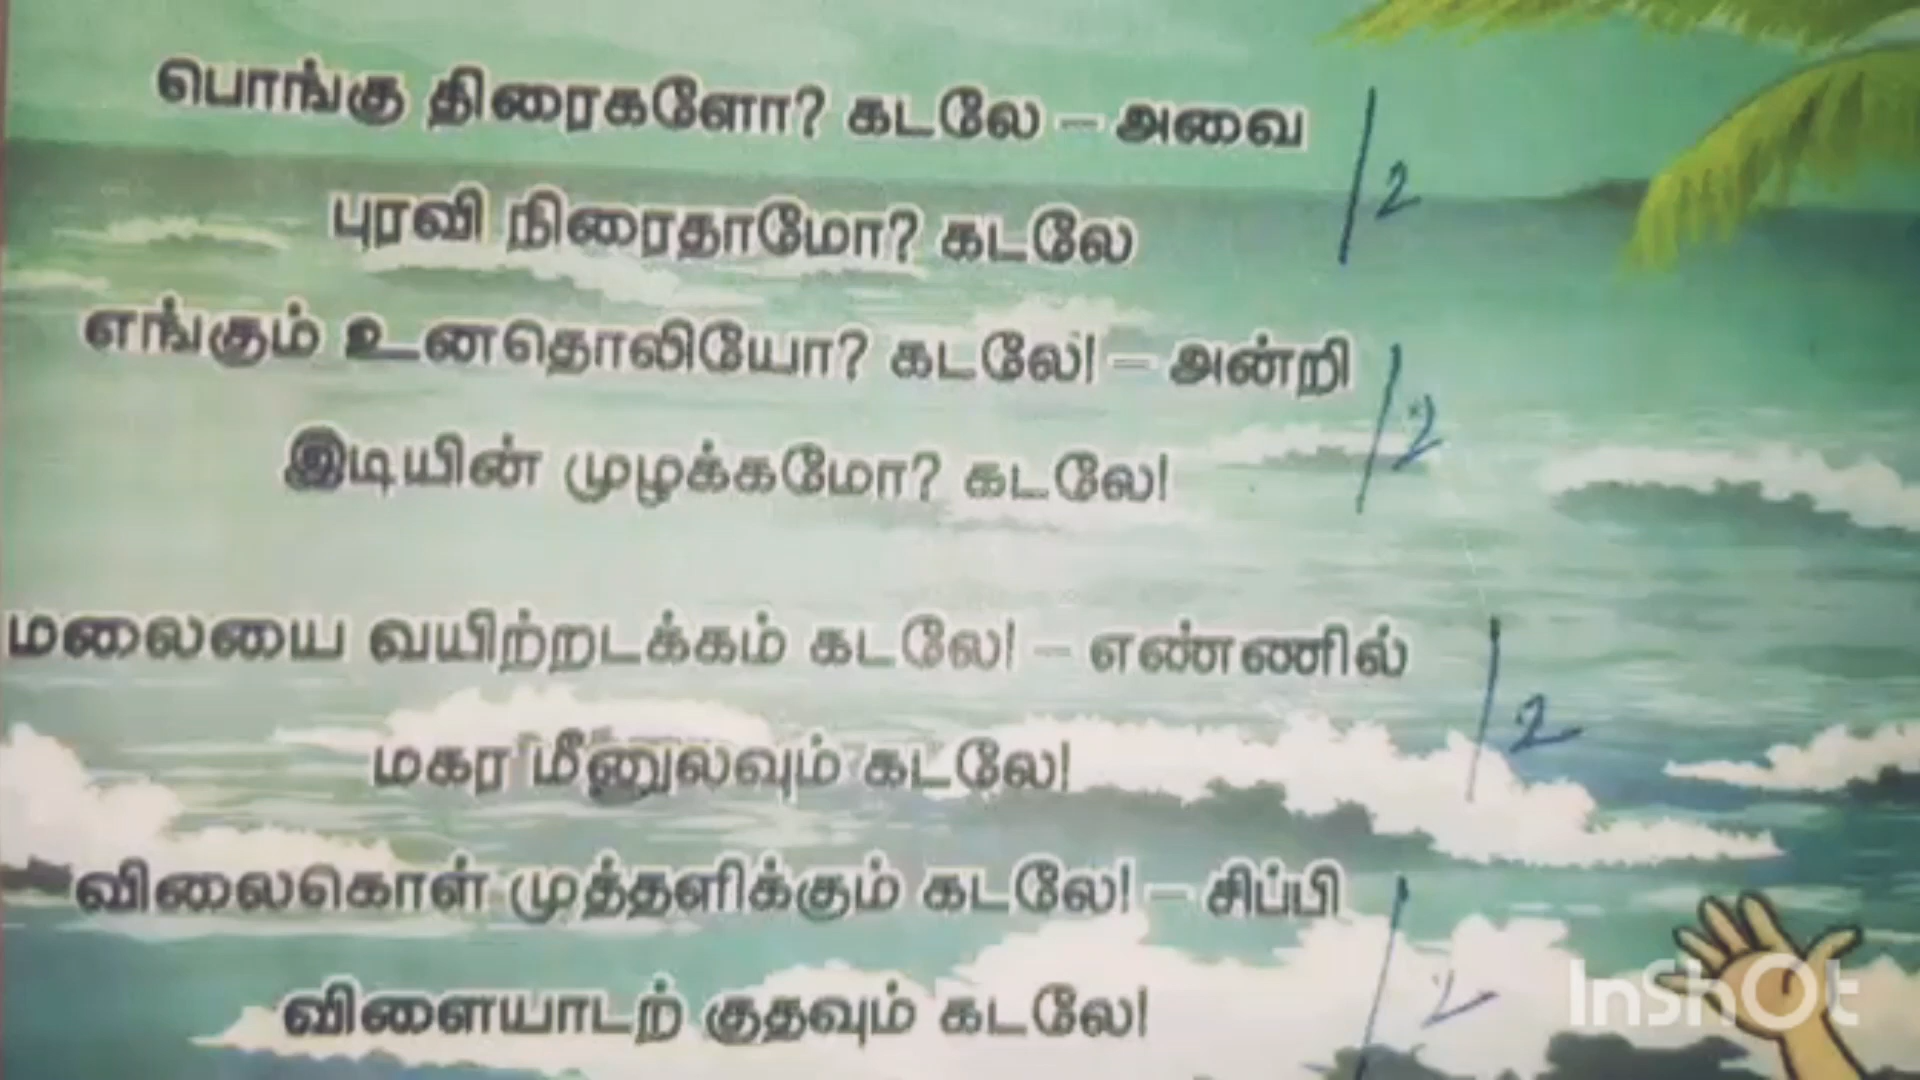 பொங்கு திரைகளோ? கடலே – அவை
/2
புரவி நிரைதாமோ? கடலே
எங்கும் உனதொலியோ? கடலே! – அன்றி
/2
இடியின் முழக்கமோ? கடலே!
மலையை வயிற்றடக்கம் கடலே! – எண்ணில்
/2
மகர மீனுலவும் கடலே!
விலைகொள் முத்தளிக்கும் கடலே! – சிப்பி
/2
விளையாடற் குதவும் கடலே!
InShOt